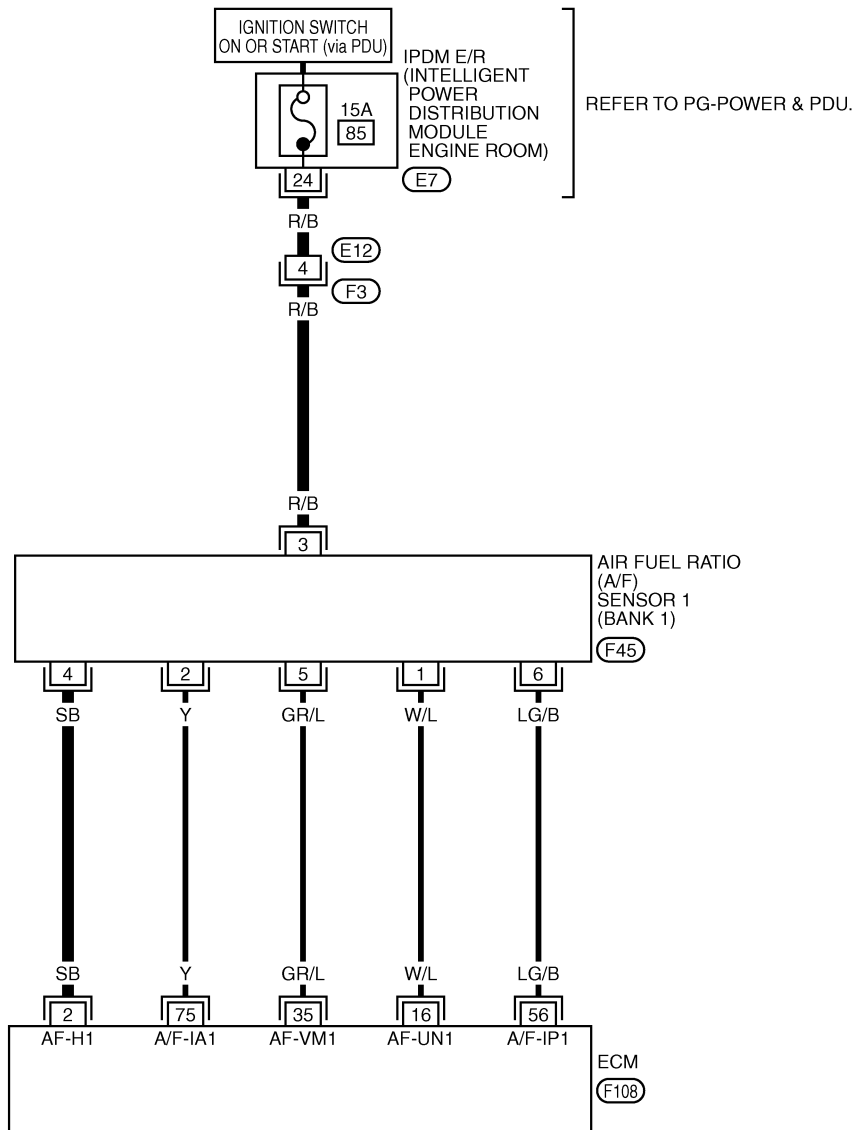 IGNITION SWITCH
ON OR START (via PDU)
IPDM E/R
(INTELLIGENT
POWER
DISTRIBUTION
MODULE
ENGINE ROOM)
REFER TO PG-POWER & PDU.
15A
85
24
E7
R/B
E12
4
F3
R/B
R/B
3
AIR FUEL RATIO
(A/F)
SENSOR 1
(BANK 1)
F45
4 2 5 1 6
SB Y GR/L W/L LG/B
SB Y GR/L W/L LG/B
2 75 35 16 56
AF-H1 A/F-IA1 AF-VM1 AF-UN1 A/F-IP1
ECM
F108